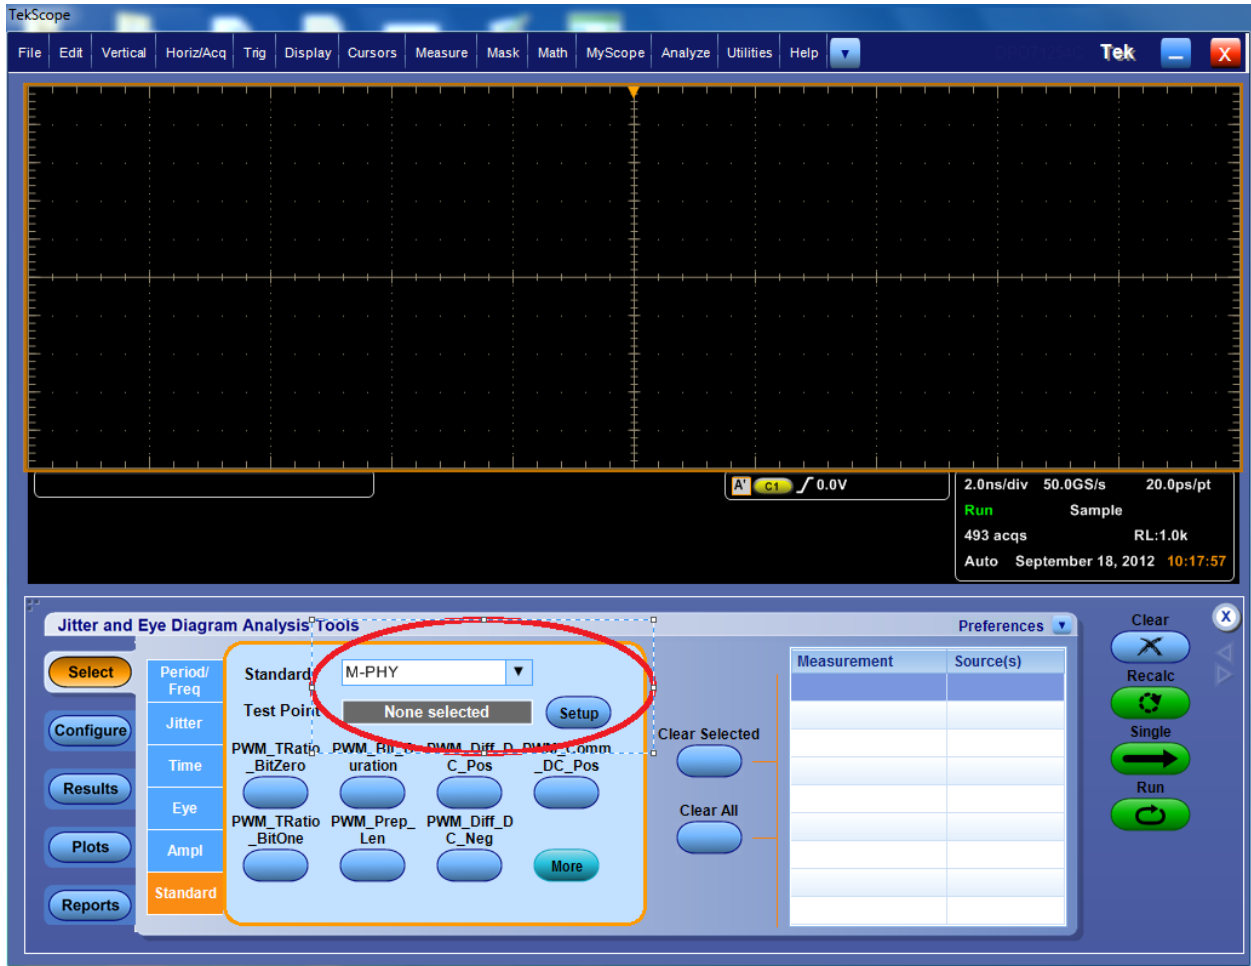 TekScope
File Edit Vertical Horiz/Acq Trig Display Cursors Measure Mask Math MyScope Analyze Utilities Help Tek X
A' C1 0.0V
2.0ns/div 50.0GS/s 20.0ps/pt
Run Sample
493 acqs RL:1.0k
Auto September 18, 2012 10:17:57
Jitter and Eye Diagram Analysis Tools
Preferences
Clear
X
Select
Configure
Results
Plots
Reports
Period/
Freq
Jitter
Time
Eye
Ampl
Standard
Standard M-PHY
Test Point None selected Setup
PWM_TRatio
_BitZero
uration
PWM_Diff_D
C_Pos
PWM_Comm
_DC_Pos
PWM_TRatio
_BitOne
PWM_Prep_
Len
PWM_Diff_D
C_Neg
More
Clear Selected
Clear All
Measurement Source(s)
Recalc
Single
Run